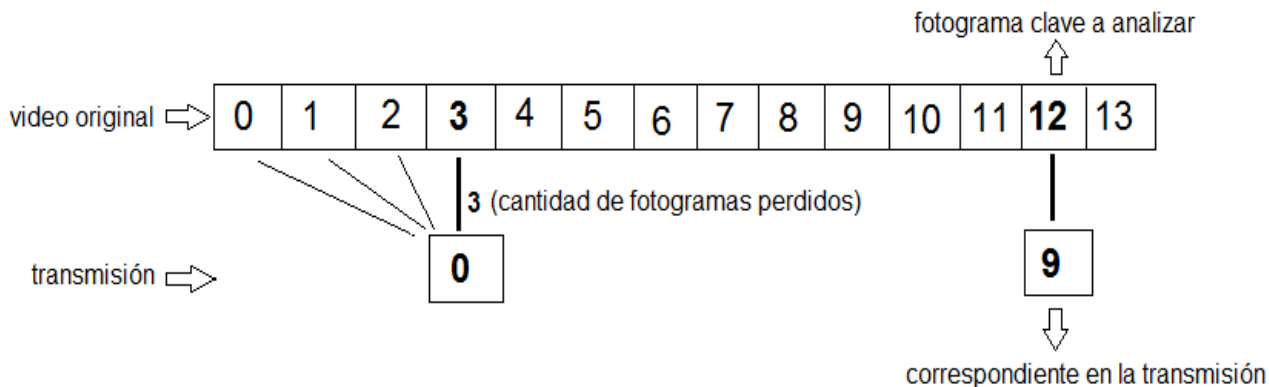 fotograma clave a analizar
video original
0 1 2 3 4 5 6 7 8 9 10 11 12 13
3 (cantidad de fotogramas perdidos)
transmisión
0
9
correspondiente en la transmisión